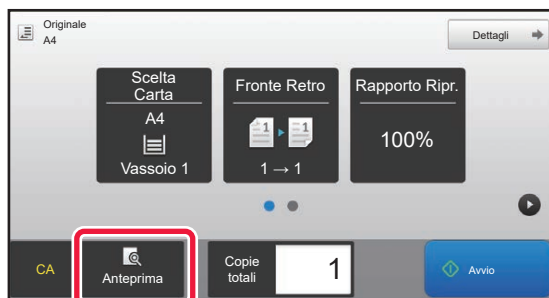 Originale
A4
Dettagli
Scelta
Carta
A4
Vassoio 1
Fronte Retro
1 1
1 → 1
Rapporto Ripr.
100%
CA
Anteprima
Copie
totali
1
Avvio